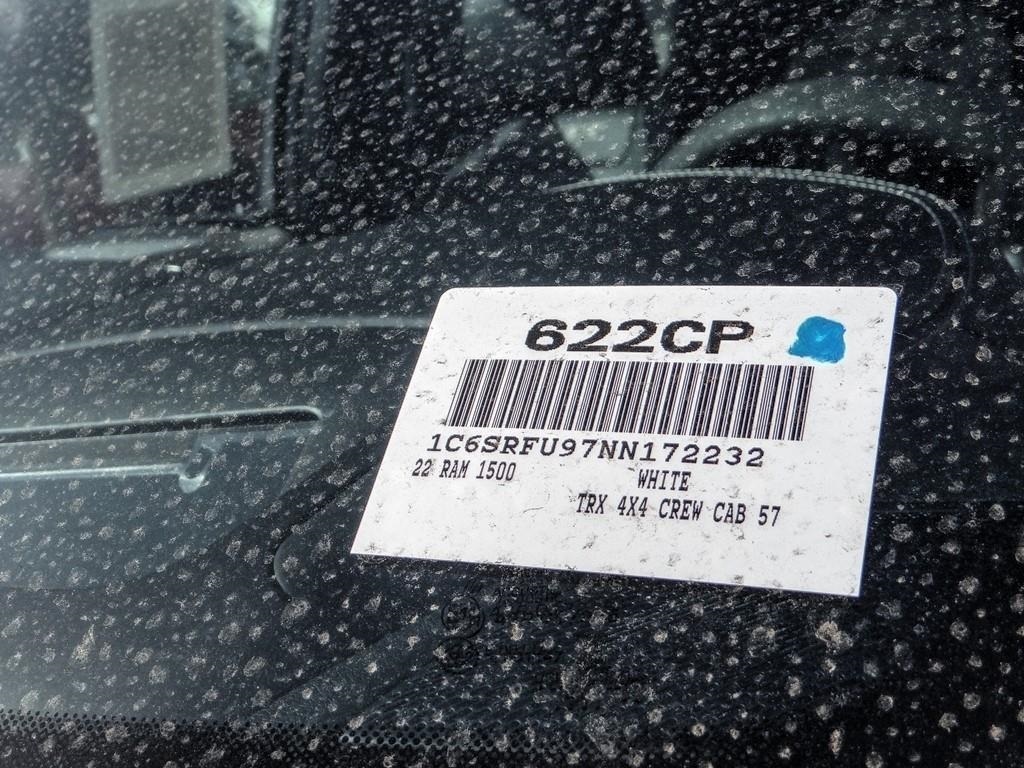 622CP
1C6SRFU97NN172232
22 RAM 1500 WHITE
TRX 4X4 CREW CAB 57